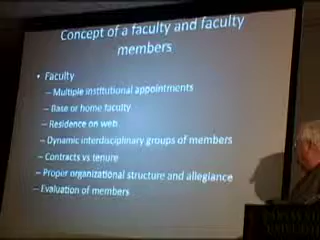 Concept of a faculty and faculty
members
• Faculty
– Multiple institutional appointments
– Base or home faculty
– Residence on web
– Dynamic interdisciplinary groups of members
– Contracts vs tenure
– Proper organizational structure and allegiance
– Evaluation of members